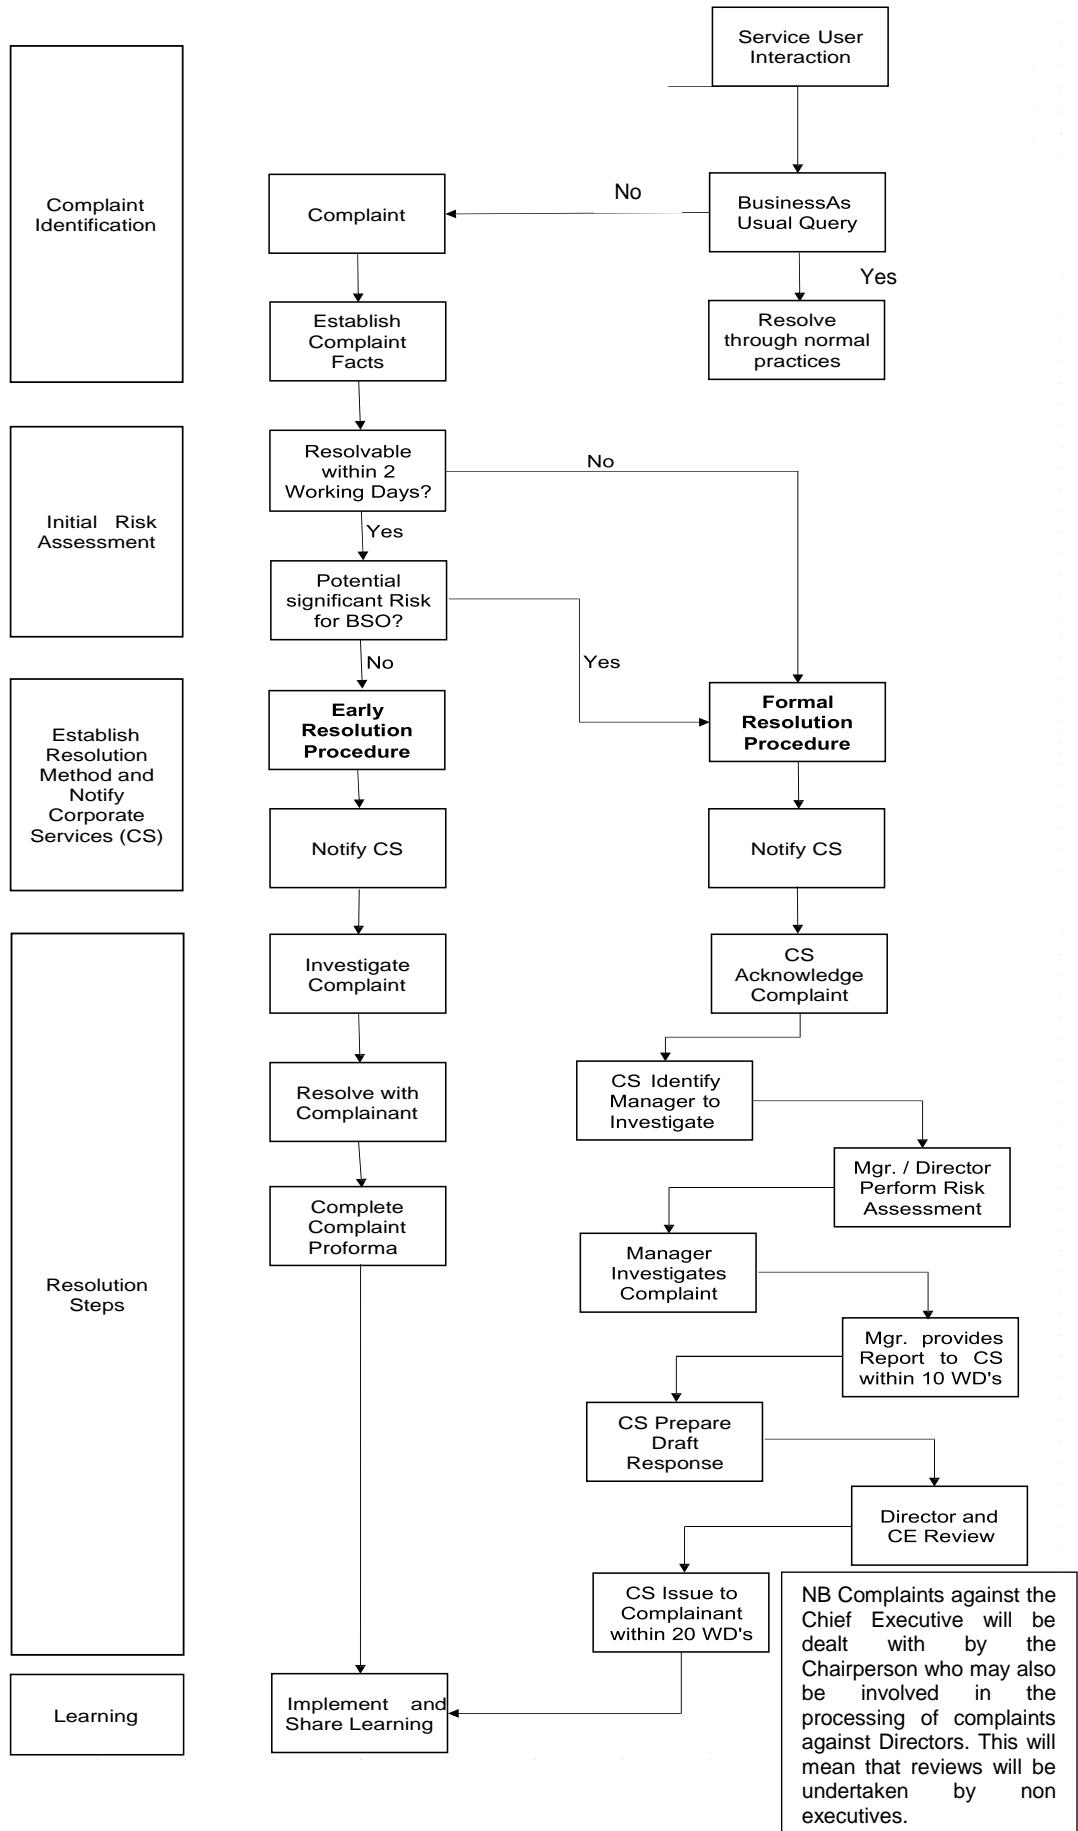 Service User
Interaction
Complaint
Identification
Complaint
No
BusinessAs
Usual Query
Yes
Establish
Complaint
Facts
Resolve
through normal
practices
Initial Risk
Assessment
Resolvable
within 2
Working Days?
No
Yes
Potential
significant Risk
for BSO?
No
Yes
Establish
Resolution
Method and
Notify
Corporate
Services (CS)
Early
Resolution
Procedure
Formal
Resolution
Procedure
Notify CS
Notify CS
Resolution
Steps
Investigate
Complaint
CS
Acknowledge
Complaint
Resolve with
Complainant
CS Identify
Manager to
Investigate
Complete
Complaint
Proforma
Mgr. / Director
Perform Risk
Assessment
Manager
Investigates
Complaint
Mgr. provides
Report to CS
within 10 WD's
CS Prepare
Draft
Response
Director and
CE Review
CS Issue to
Complainant
within 20 WD's
Learning
Implement and
Share Learning
NB Complaints against the
Chief Executive will be
dealt with by the
Chairperson who may also
be involved in the
processing of complaints
against Directors. This will
mean that reviews will be
undertaken by non
executives.